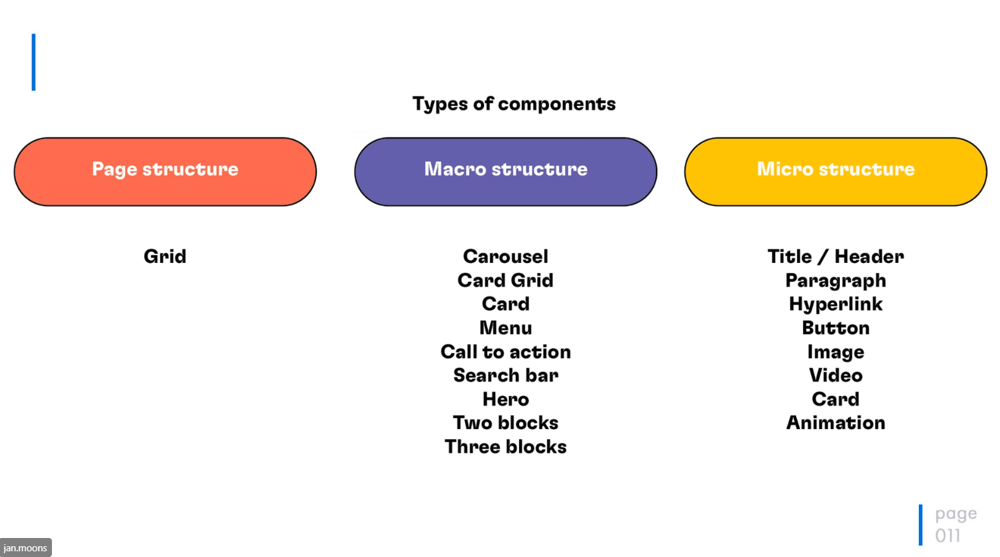 Types of components
Page structure
Grid
Macro structure
Carousel
Card Grid
Card
Menu
Call to action
Search bar
Hero
Two blocks
Three blocks
Micro structure
Title / Header
Paragraph
Hyperlink
Button
Image
Video
Card
Animation
page
011
jan.moons